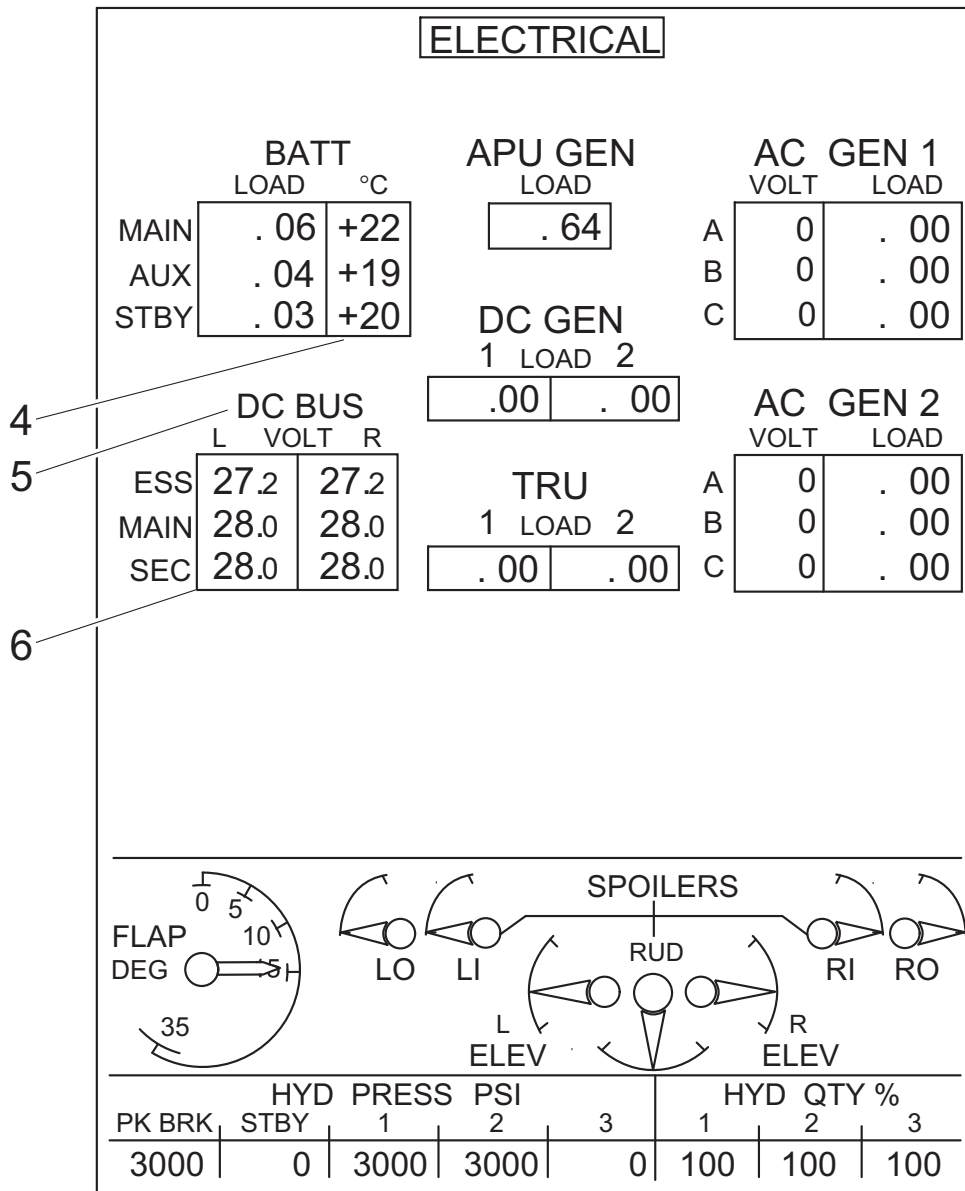 ELECTRICAL
BATT
LOAD °C
MAIN . 06 +22
AUX . 04 +19
STBY . 03 +20
4
APU GEN
LOAD
. 64
AC GEN 1
VOLT LOAD
A 0 . 00
B 0 . 00
C 0 . 00
DC GEN
1 LOAD 2
.00 . 00
5
DC BUS
L VOLT R
ESS 27.2 27.2
MAIN 28.0 28.0
SEC 28.0 28.0
6
TRU
1 LOAD 2
. 00 . 00
AC GEN 2
VOLT LOAD
A 0 . 00
B 0 . 00
C 0 . 00
FLAP
DEG
0
5
10
15
35
SPOILERS
LO LI RI RO
RUD
L
ELEV
R
ELEV
HYD PRESS PSI HYD QTY %
PK BRK STBY 1 2 3 1 2 3
3000 0 3000 3000 0 100 100 100